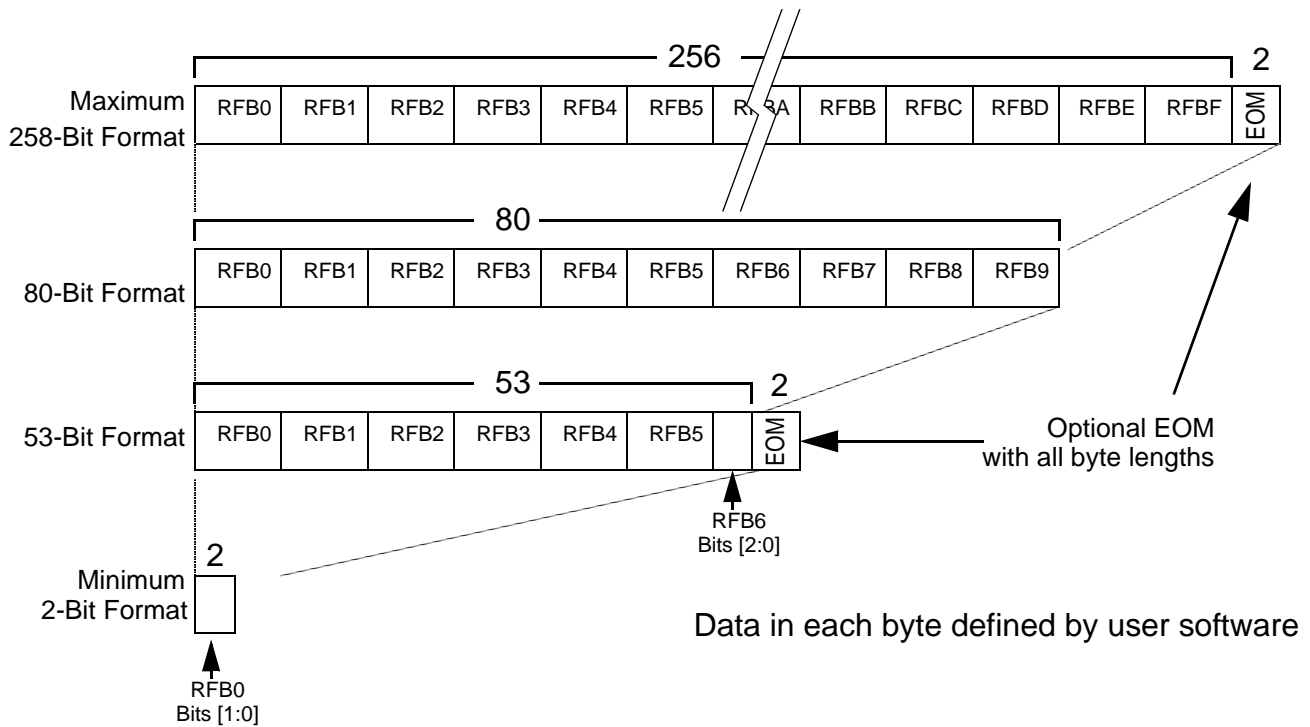 256 2
Maximum
258-Bit Format
RFB0 RFB1 RFB2 RFB3 RFB4 RFB5 RFBA RFBB RFBC RFBD RFBE RFBF EOM
80
80-Bit Format
RFB0 RFB1 RFB2 RFB3 RFB4 RFB5 RFB6 RFB7 RFB8 RFB9
53 2
53-Bit Format
RFB0 RFB1 RFB2 RFB3 RFB4 RFB5 EOM
Optional EOM
with all byte lengths
RFB6
Bits [2:0]
2
Minimum
2-Bit Format
RFB0
Bits [1:0]
Data in each byte defined by user software